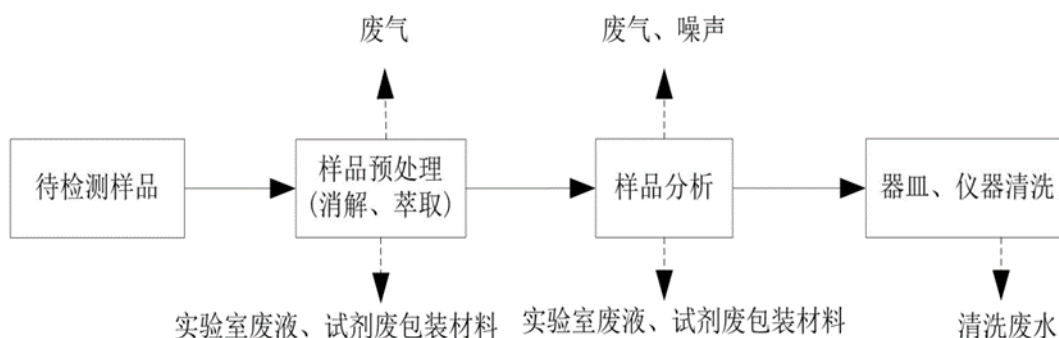 废气
废气、噪声
待检测样品
样品预处理
(消解、萃取)
样品分析
器皿、仪器清洗
实验室废液、试剂废包装材料
实验室废液、试剂废包装材料
清洗废水